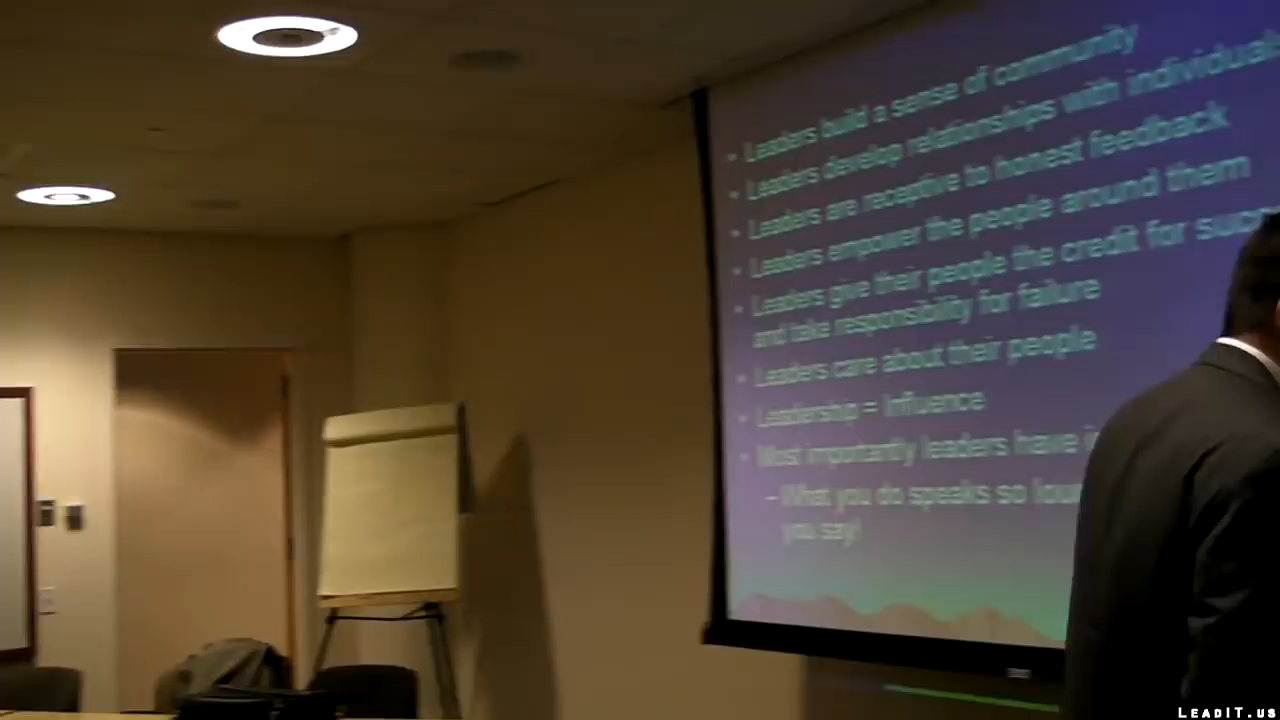 • Leaders build a sense of community
• Leaders develop relationships with individuals
• Leaders are receptive to honest feedback
• Leaders empower the people around them
• Leaders give their people the credit for succ
and take responsibility for failure
• Leaders care about their people
• Leadership = Influence
• Most importantly leaders have i
– What you do speaks so lou
you say!
LeadIT.us